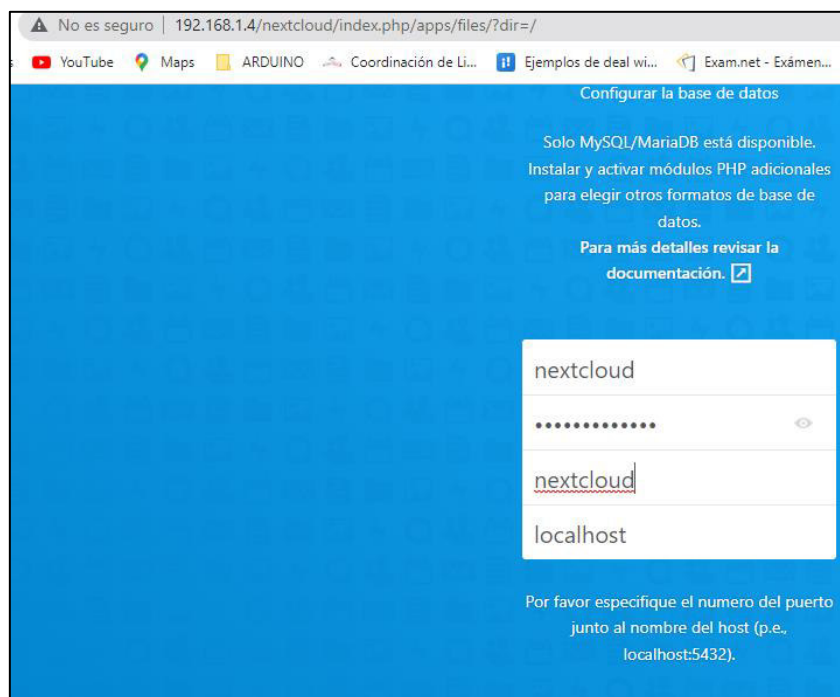 No es seguro | 192.168.1.4/nextcloud/index.php/apps/files/?dir=/
YouTube Maps ARDUINO Coordinación de Li... Ejemplos de deal wi... Exam.net - Exámen...
Configurar la base de datos
Solo MySQL/MariaDB está disponible.
Instalar y activar módulos PHP adicionales
para elegir otros formatos de base de
datos.
Para más detalles revisar la
documentación.
nextcloud
•••••••••••••
nextcloud
localhost
Por favor especifique el numero del puerto
junto al nombre del host (p.e.,
localhost:5432).